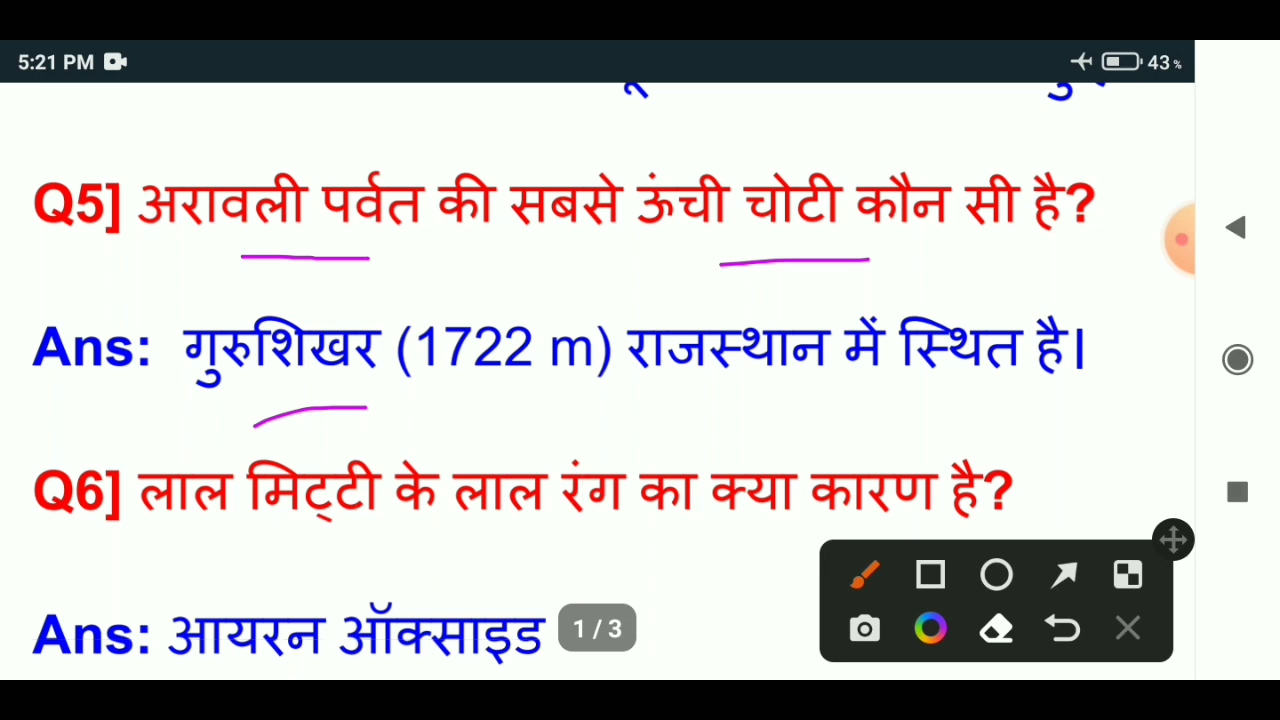 5:21 PM 43%
Q5] अरावली पर्वत की सबसे ऊंची चोटी कौन सी है?
Ans: गुरुशिखर (1722 m) राजस्थान में स्थित है।
Q6] लाल मिट्टी के लाल रंग का क्या कारण है?
Ans: आयरन ऑक्साइड
1 / 3